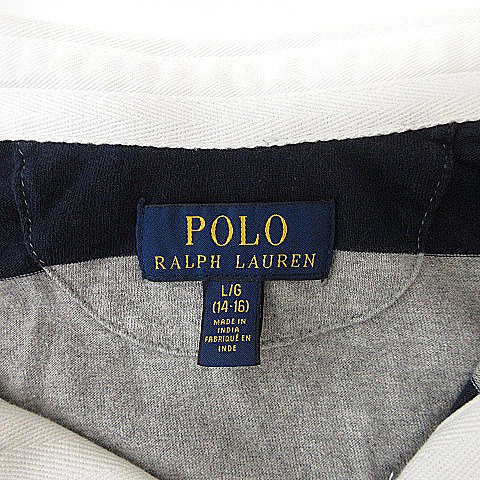 POLO
RALPH LAUREN
L/G
(14-16)
MADE IN
INDIA
FABRIQUÉ EN
INDE